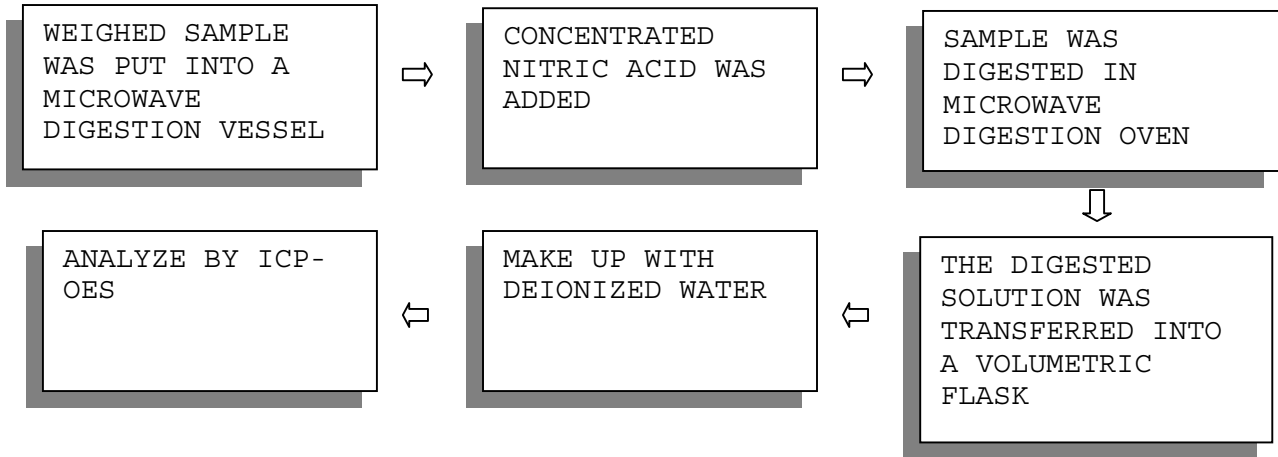 WEIGHED SAMPLE
WAS PUT INTO A
MICROWAVE
DIGESTION VESSEL
CONCENTRATED
NITRIC ACID WAS
ADDED
SAMPLE WAS
DIGESTED IN
MICROWAVE
DIGESTION OVEN
THE DIGESTED
SOLUTION WAS
TRANSFERRED INTO
A VOLUMETRIC
FLASK
MAKE UP WITH
DEIONIZED WATER
ANALYZE BY ICP-
OES